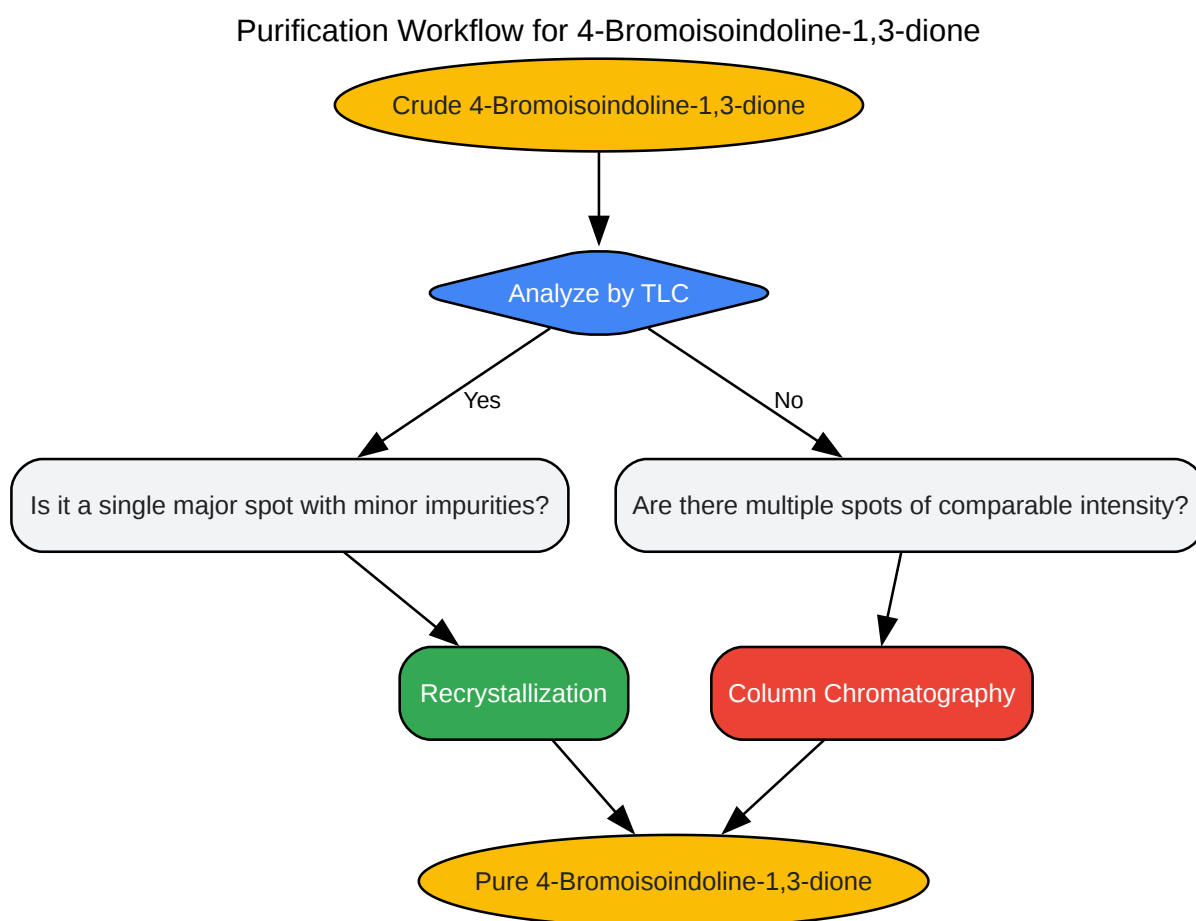 Purification Workflow for 4-Bromoisoindoline-1,3-dione
Crude 4-Bromoisoindoline-1,3-dione
Analyze by TLC
Yes
No
Is it a single major spot with minor impurities?
Are there multiple spots of comparable intensity?
Recrystallization
Column Chromatography
Pure 4-Bromoisoindoline-1,3-dione